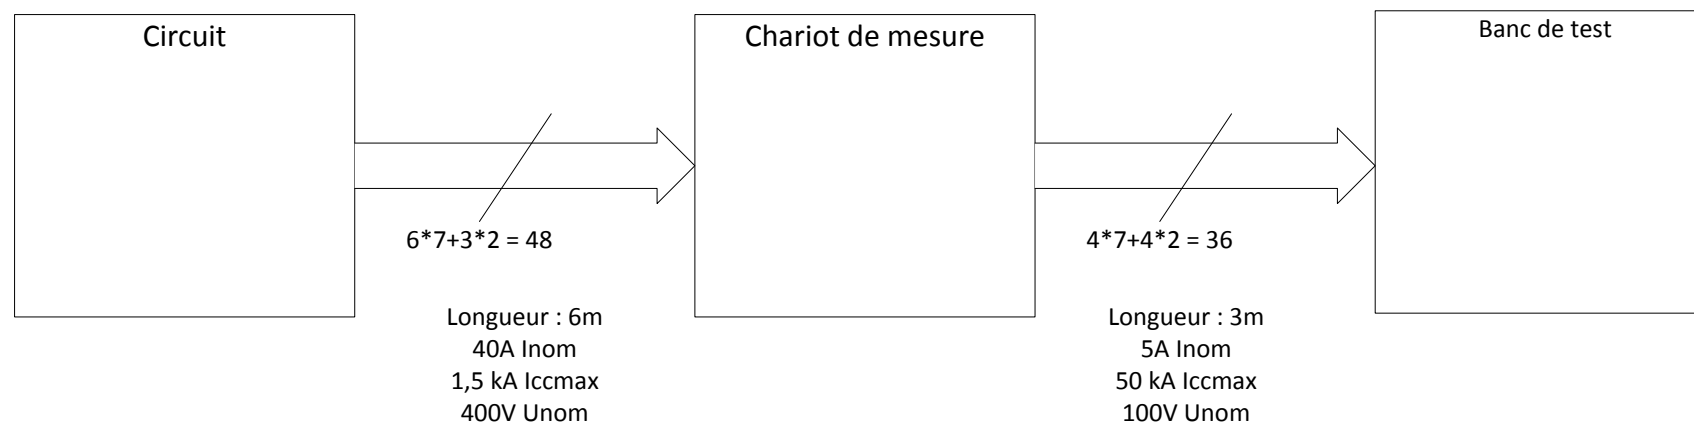 Circuit
Chariot de mesure
Banc de test
6*7+3*2 = 48
4*7+4*2 = 36
Longueur : 6m
40A Inom
1,5 kA Iccmax
400V Unom
Longueur : 3m
5A Inom
50 kA Iccmax
100V Unom